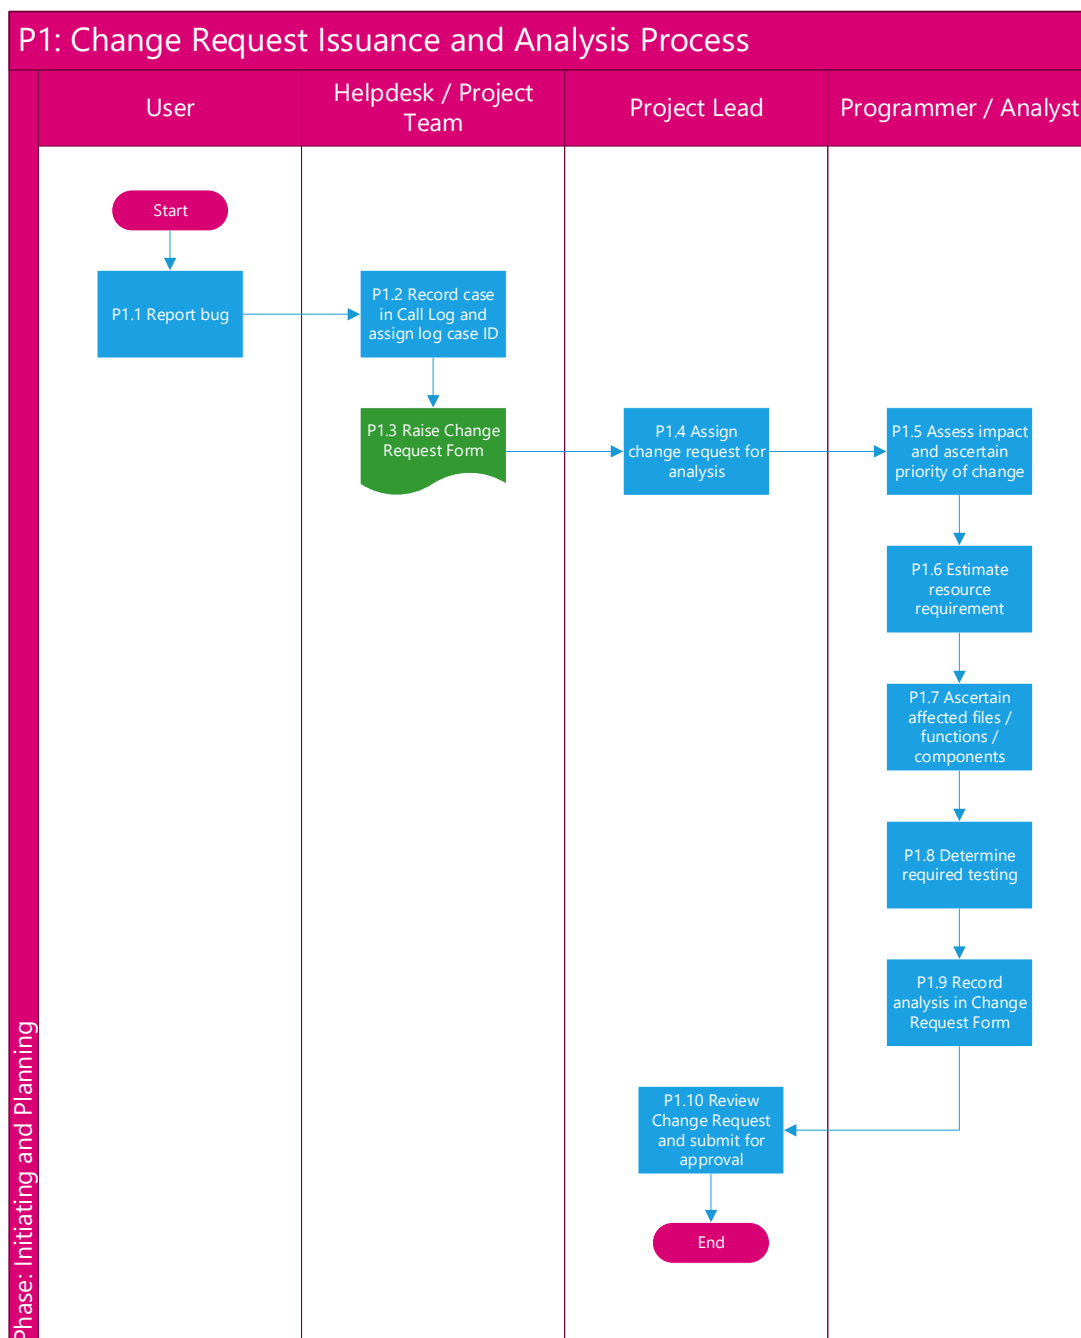 P1: Change Request Issuance and Analysis Process
User
Helpdesk / Project
Team
Project Lead
Programmer / Analyst
Phase: Initiating and Planning
Start
P1.1 Report bug
P1.2 Record case
in Call Log and
assign log case ID
P1.3 Raise Change
Request Form
P1.4 Assign
change request for
analysis
P1.5 Assess impact
and ascertain
priority of change
P1.6 Estimate
resource
requirement
P1.7 Ascertain
affected files /
functions /
components
P1.8 Determine
required testing
P1.9 Record
analysis in Change
Request Form
P1.10 Review
Change Request
and submit for
approval
End